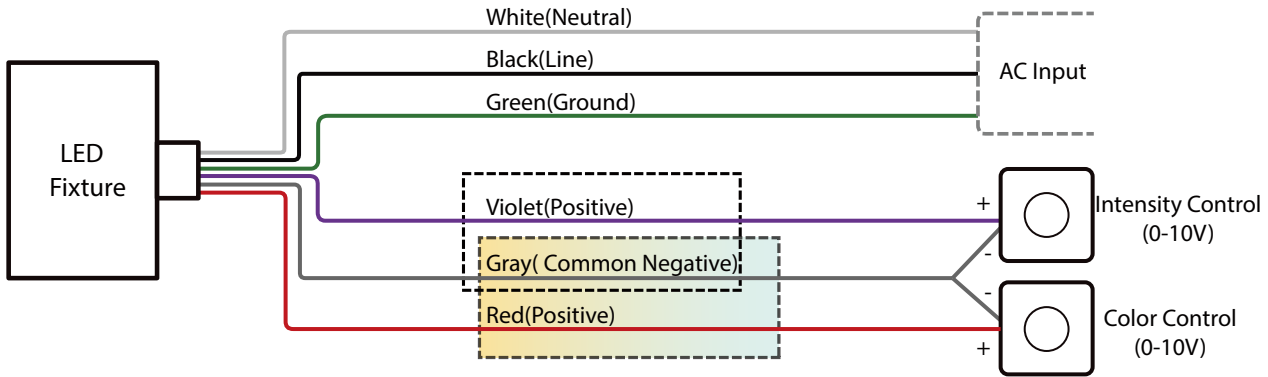 White(Neutral)
Black(Line)
AC Input
Green(Ground)
LED
Fixture
Violet(Positive)
+
Intensity Control
(0-10V)
-
Gray( Common Negative)
-
Red(Positive)
Color Control
(0-10V)
+